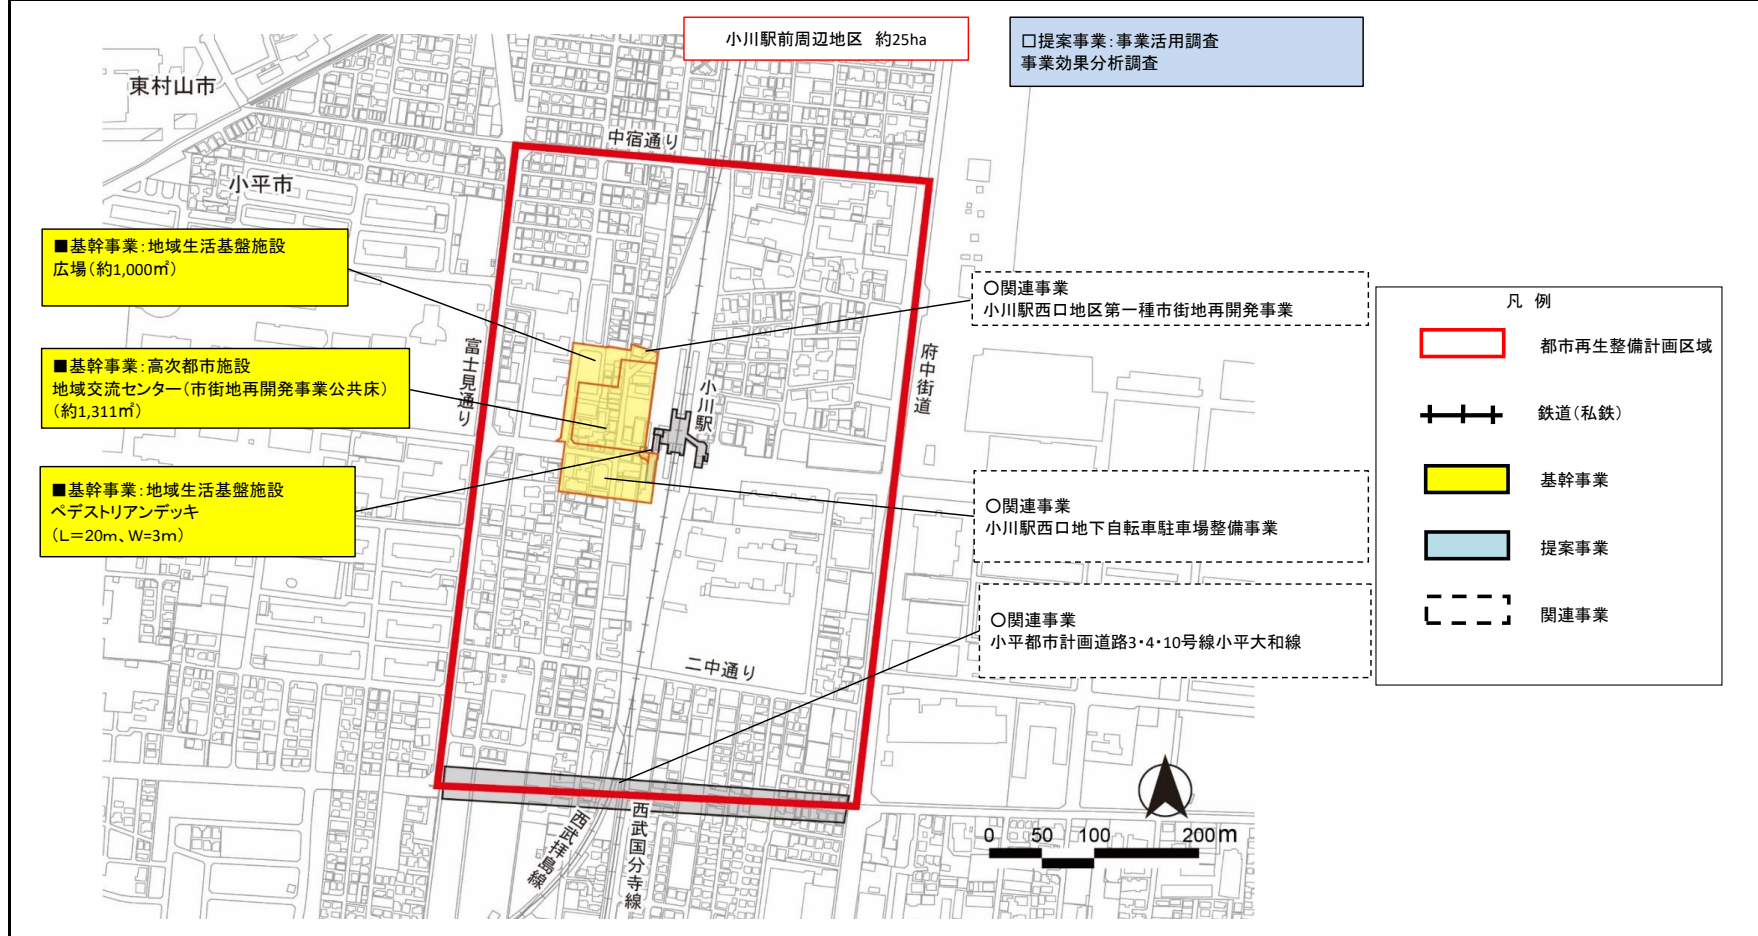 小川駅前周辺地区 約25ha
□提案事業：事業活用調査
事業効果分析調査
東村山市
小平市
中宿通り
■基幹事業：地域生活基盤施設
広場（約1,000㎡）
■基幹事業：高次都市施設
地域交流センター（市街地再開発事業公共床）
（約1,311㎡）
■基幹事業：地域生活基盤施設
ペデストリアンデッキ
（L＝20m、W=3m）
富士見通り
小川駅
府中街道
二中通り
西武拝島線
西武国分寺線
○関連事業
小川駅西口地区第一種市街地再開発事業
○関連事業
小川駅西口地下自転車駐車場整備事業
○関連事業
小平都市計画道路3・4・10号線小平大和線
凡 例
都市再生整備計画区域
鉄道（私鉄）
基幹事業
提案事業
関連事業
0 50 100 200m